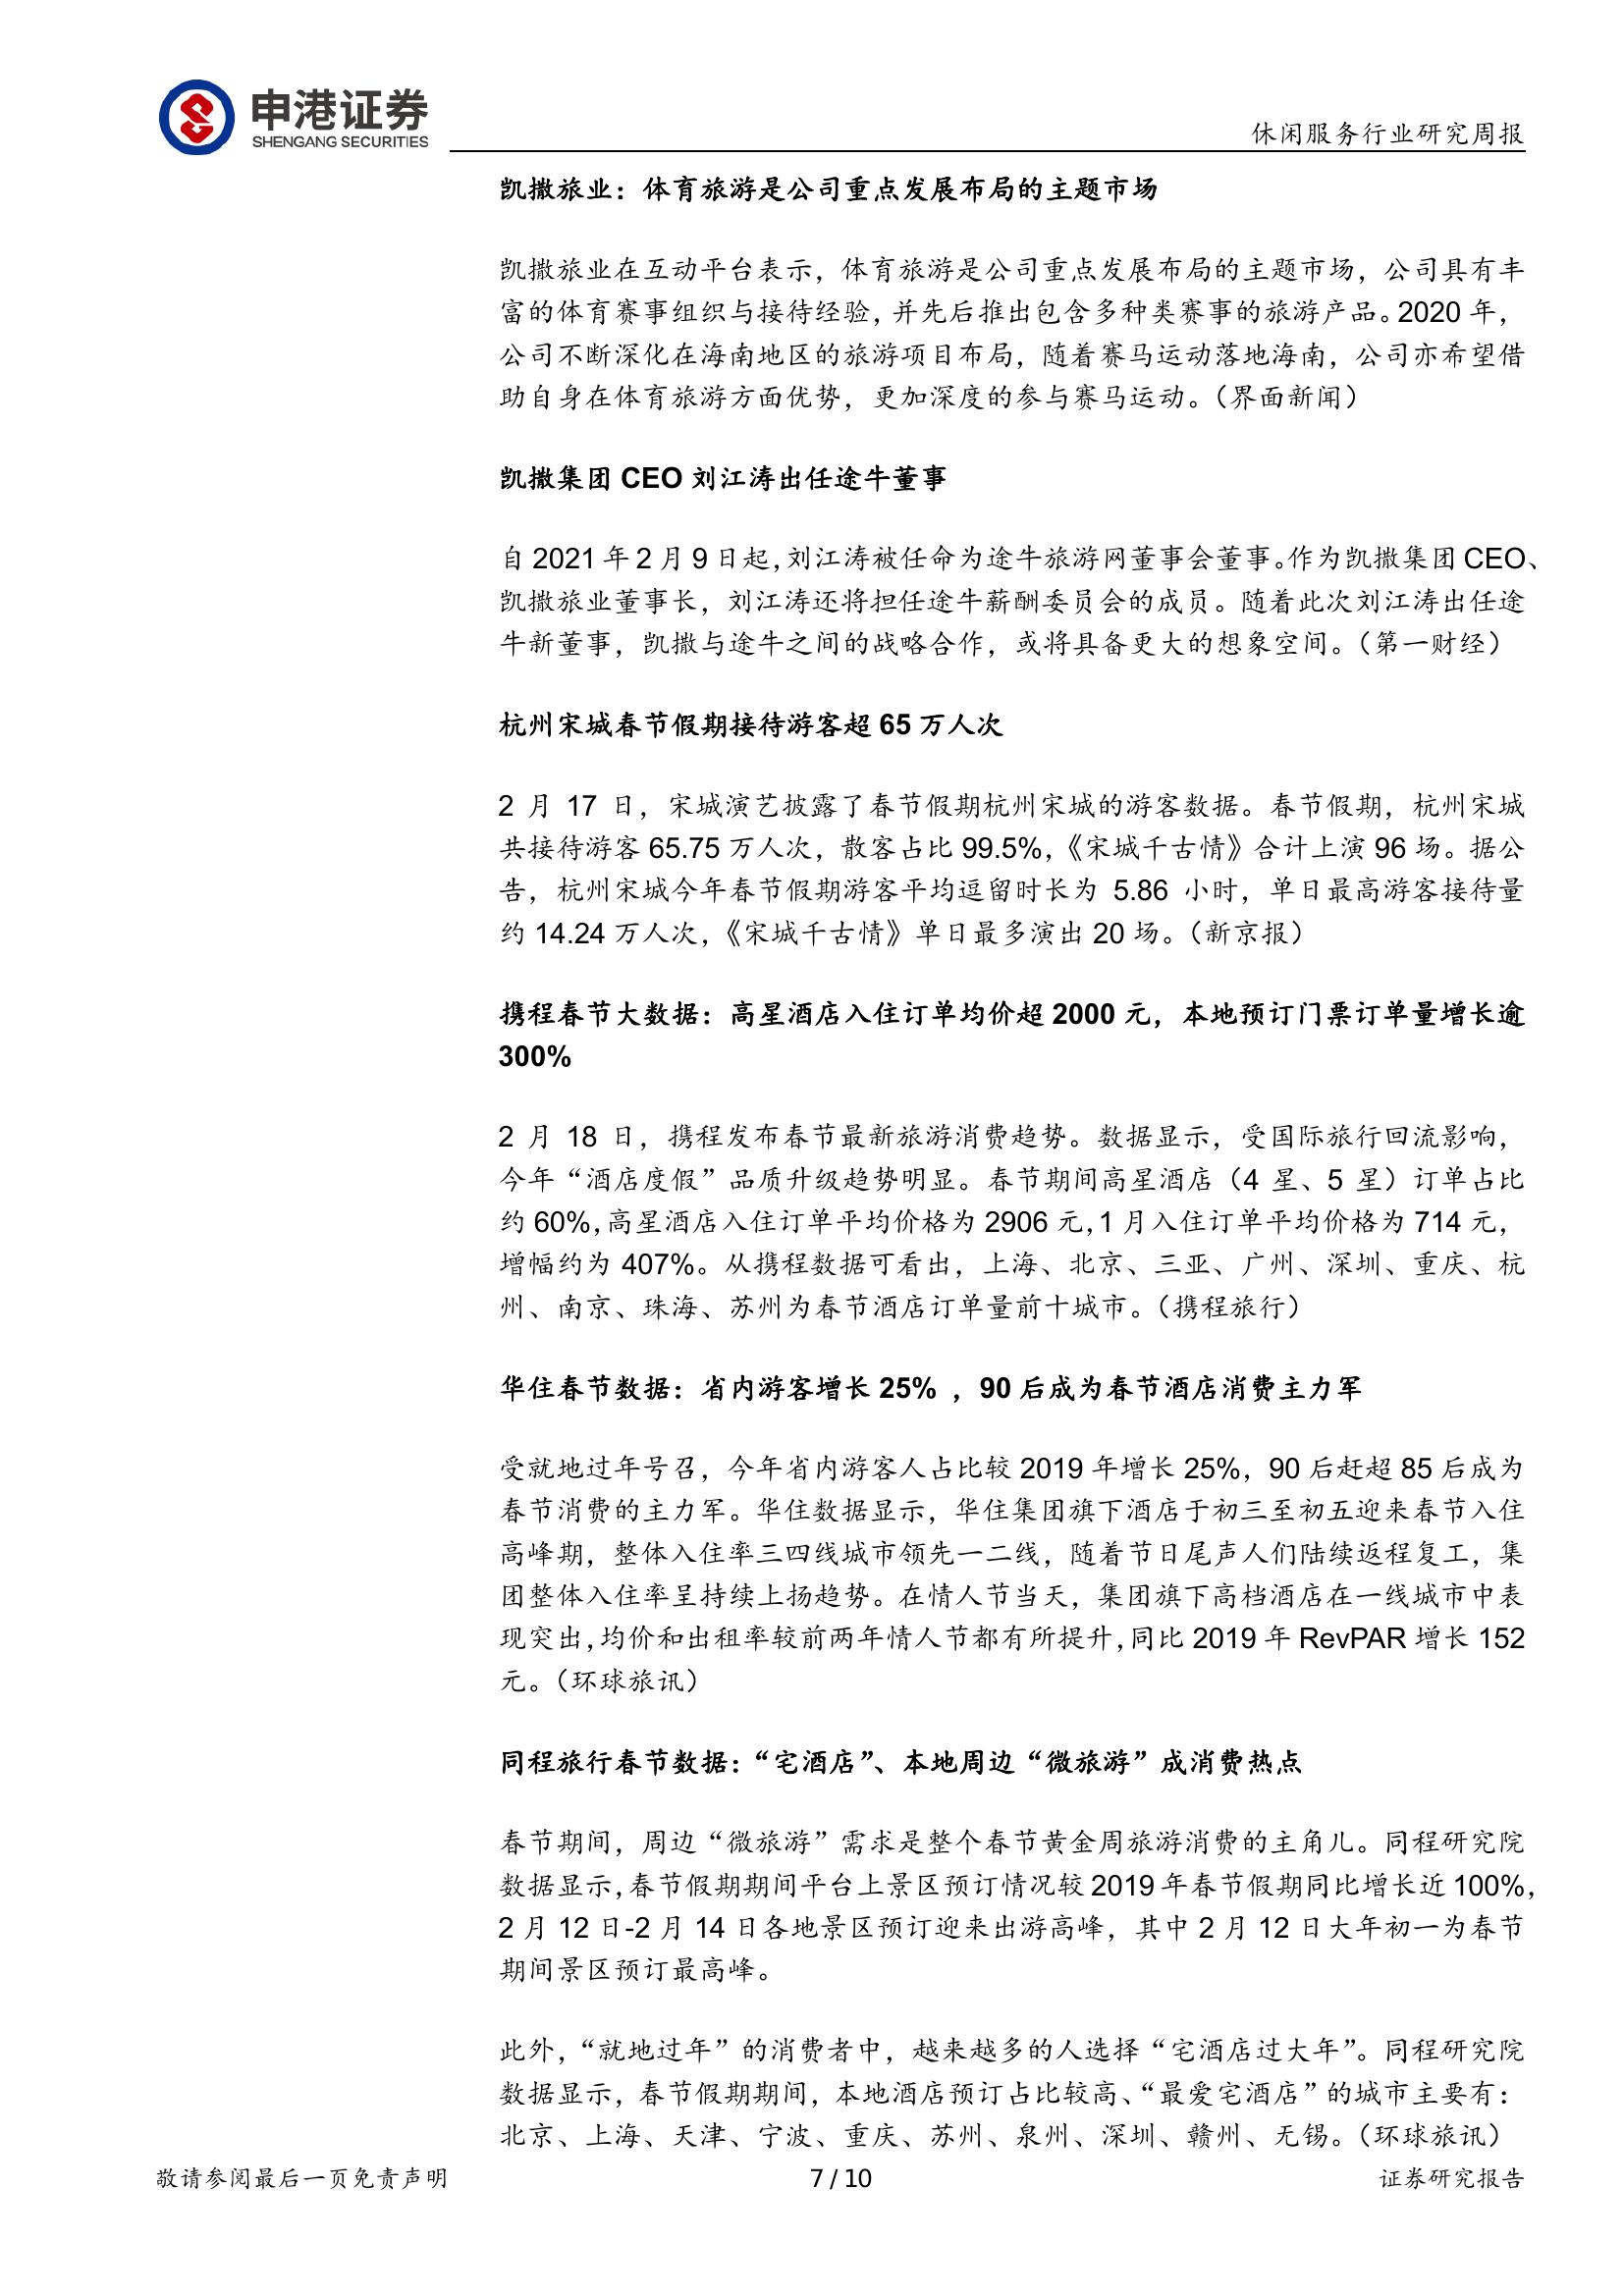 申港证券
SHENGANG SECURITIES
休闲服务行业研究周报
凯撒旅业：体育旅游是公司重点发展布局的主题市场
凯撒旅业在互动平台表示，体育旅游是公司重点发展布局的主题市场，公司具有丰
富的体育赛事组织与接待经验，并先后推出包含多种类赛事的旅游产品。2020 年，
公司不断深化在海南地区的旅游项目布局，随着赛马运动落地海南，公司亦希望借
助自身在体育旅游方面优势，更加深度的参与赛马运动。（界面新闻）
凯撒集团 CEO 刘江涛出任途牛董事
自 2021 年 2 月 9 日起，刘江涛被任命为途牛旅游网董事会董事。作为凯撒集团 CEO、
凯撒旅业董事长，刘江涛还将担任途牛薪酬委员会的成员。随着此次刘江涛出任途
牛新董事，凯撒与途牛之间的战略合作，或将具备更大的想象空间。（第一财经）
杭州宋城春节假期接待游客超 65 万人次
2 月 17 日，宋城演艺披露了春节假期杭州宋城的游客数据。春节假期，杭州宋城
共接待游客 65.75 万人次，散客占比 99.5%，《宋城千古情》合计上演 96 场。据公
告，杭州宋城今年春节假期游客平均逗留时长为 5.86 小时，单日最高游客接待量
约 14.24 万人次，《宋城千古情》单日最多演出 20 场。（新京报）
携程春节大数据：高星酒店入住订单均价超 2000 元，本地预订门票订单量增长逾
300%
2 月 18 日，携程发布春节最新旅游消费趋势。数据显示，受国际旅行回流影响，
今年“酒店度假”品质升级趋势明显。春节期间高星酒店（4 星、5 星）订单占比
约 60%，高星酒店入住订单平均价格为 2906 元，1 月入住订单平均价格为 714 元，
增幅约为 407%。从携程数据可看出，上海、北京、三亚、广州、深圳、重庆、杭
州、南京、珠海、苏州为春节酒店订单量前十城市。（携程旅行）
华住春节数据：省内游客增长 25% ，90 后成为春节酒店消费主力军
受就地过年号召，今年省内游客人占比较 2019 年增长 25%，90 后赶超 85 后成为
春节消费的主力军。华住数据显示，华住集团旗下酒店于初三至初五迎来春节入住
高峰期，整体入住率三四线城市领先一二线，随着节日尾声人们陆续返程复工，集
团整体入住率呈持续上扬趋势。在情人节当天，集团旗下高档酒店在一线城市中表
现突出，均价和出租率较前两年情人节都有所提升，同比 2019 年 RevPAR 增长 152
元。（环球旅讯）
同程旅行春节数据：“宅酒店”、本地周边“微旅游”成消费热点
春节期间，周边“微旅游”需求是整个春节黄金周旅游消费的主角儿。同程研究院
数据显示，春节假期期间平台上景区预订情况较 2019 年春节假期同比增长近 100%，
2 月 12 日-2 月 14 日各地景区预订迎来出游高峰，其中 2 月 12 日大年初一为春节
期间景区预订最高峰。
此外，“就地过年”的消费者中，越来越多的人选择“宅酒店过大年”。同程研究院
数据显示，春节假期期间，本地酒店预订占比较高、“最爱宅酒店”的城市主要有：
北京、上海、天津、宁波、重庆、苏州、泉州、深圳、赣州、无锡。（环球旅讯）
敬请参阅最后一页免责声明
7 / 10
证券研究报告